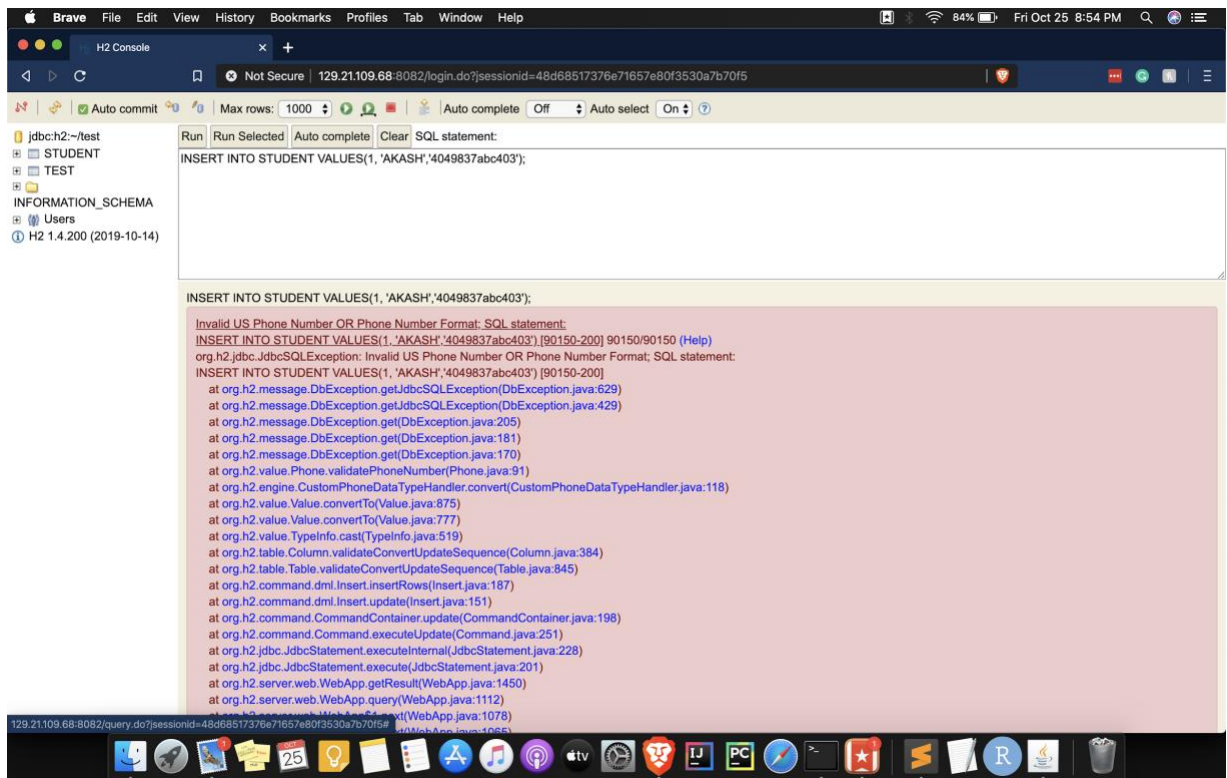 Brave File Edit View History Bookmarks Profiles Tab Window Help 84% Fri Oct 25 8:54 PM
H2 Console
Not Secure | 129.21.109.68:8082/login.do?jsessionid=48d68517376e71657e80f3530a7b70f5
Auto commit Max rows: 1000 Auto complete Off Auto select On
jdbc:h2:~/test
STUDENT
TEST
INFORMATION_SCHEMA
Users
H2 1.4.200 (2019-10-14)
Run Run Selected Auto complete Clear SQL statement:
INSERT INTO STUDENT VALUES(1, 'AKASH','4049837abc403');
INSERT INTO STUDENT VALUES(1, 'AKASH','4049837abc403');
Invalid US Phone Number OR Phone Number Format; SQL statement:
INSERT INTO STUDENT VALUES(1, 'AKASH','4049837abc403') [90150-200] 90150/90150 (Help)
org.h2.jdbc.JdbcSQLException: Invalid US Phone Number OR Phone Number Format; SQL statement:
INSERT INTO STUDENT VALUES(1, 'AKASH','4049837abc403') [90150-200]
at org.h2.message.DbException.getJdbcSQLException(DbException.java:629)
at org.h2.message.DbException.getJdbcSQLException(DbException.java:429)
at org.h2.message.DbException.get(DbException.java:205)
at org.h2.message.DbException.get(DbException.java:181)
at org.h2.message.DbException.get(DbException.java:170)
at org.h2.value.Phone.validatePhoneNumber(Phone.java:91)
at org.h2.engine.CustomPhoneDataTypeHandler.convert(CustomPhoneDataTypeHandler.java:118)
at org.h2.value.Value.convertTo(Value.java:875)
at org.h2.value.Value.convertTo(Value.java:777)
at org.h2.value.TypeInfo.cast(TypeInfo.java:519)
at org.h2.table.Column.validateConvertUpdateSequence(Column.java:384)
at org.h2.table.Table.validateConvertUpdateSequence(Table.java:845)
at org.h2.command.dml.Insert.insertRows(Insert.java:187)
at org.h2.command.dml.Insert.update(Insert.java:151)
at org.h2.command.CommandContainer.update(CommandContainer.java:198)
at org.h2.command.Command.executeUpdate(Command.java:251)
at org.h2.jdbc.JdbcStatement.executeInternal(JdbcStatement.java:228)
at org.h2.jdbc.JdbcStatement.execute(JdbcStatement.java:201)
at org.h2.server.web.WebApp.getResult(WebApp.java:1450)
at org.h2.server.web.WebApp.query(WebApp.java:1112)
(WebApp.java:1078)
129.21.109.68:8082/query.do?jsessionid=48d68517376e71657e80f3530a7b70f5#
OCT
25
tv
IJ
PC
R